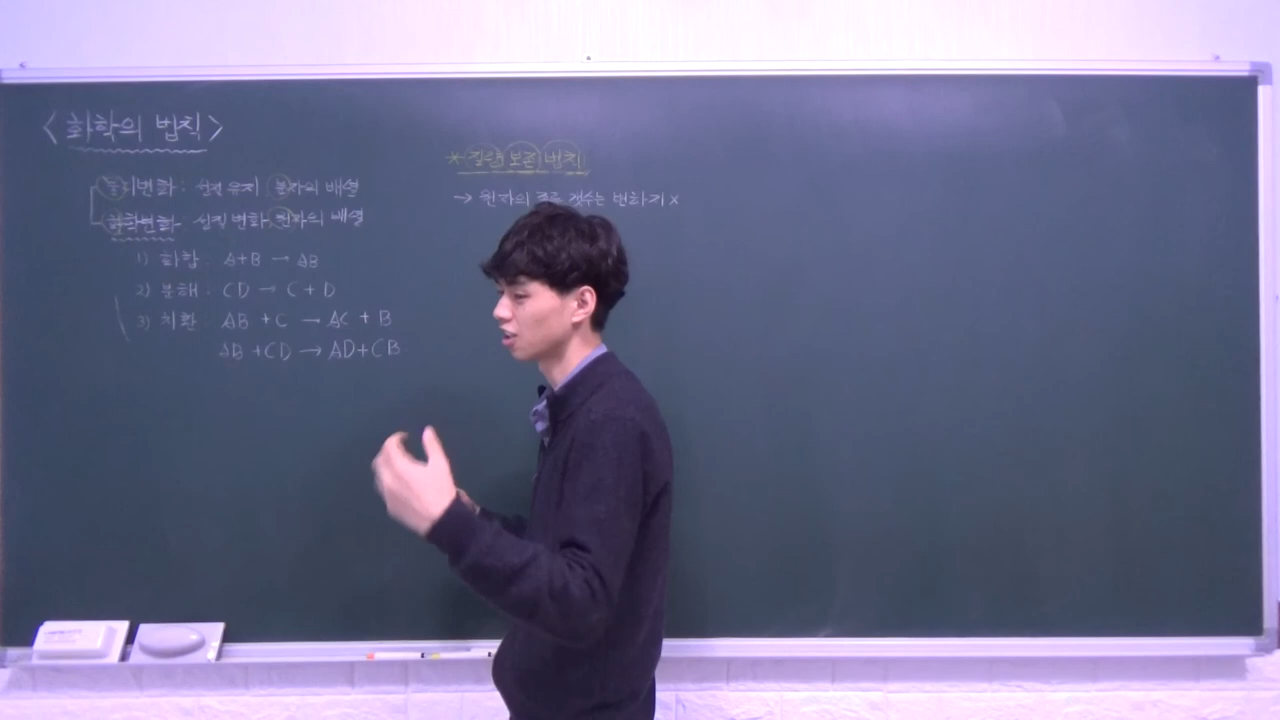 <화학의 법칙>
물리변화 : 성질 유지 분자의 배열
화학변화 성질 변화 원자의 배열
1) 화합 : A+B → AB
2) 분해 : CD → C + D
3) 치환 : AB + C → AC + B
AB + CD → AD+CB
* 질량 보존 법칙
→ 원자의 종류 갯수는 변하지 x